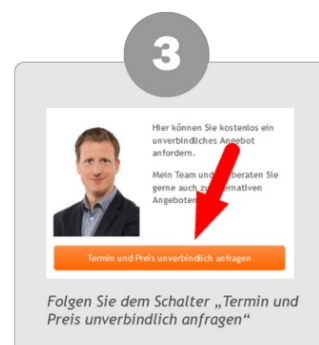 3
Hier können Sie kostenlos ein
unverbindliches Angebot
anfordern.
Mein Team und beraten Sie
gerne auch zu
Angeboten
Termin und Preis unverbindlich anfragen
Folgen Sie dem Schalter „Termin und
Preis unverbindlich anfragen“